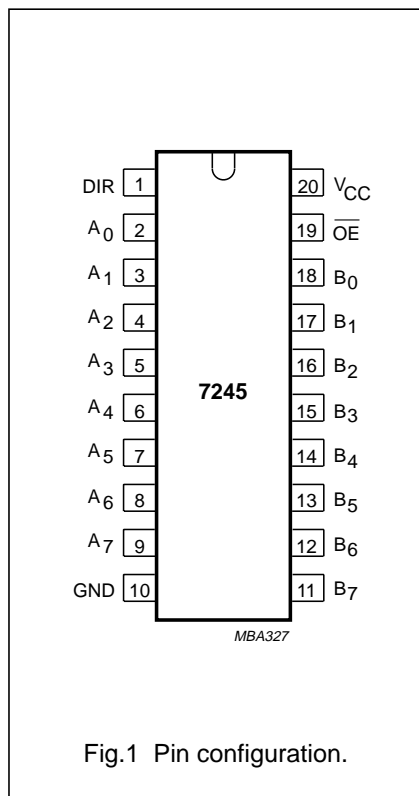 DIR 1 20 VCC
A0 2 19 O̅E̅
A1 3 18 B0
A2 4 17 B1
A3 5 16 B2
A4 6 7245 15 B3
A5 7 14 B4
A6 8 13 B5
A7 9 12 B6
GND 10 11 B7
MBA327
Fig.1 Pin configuration.